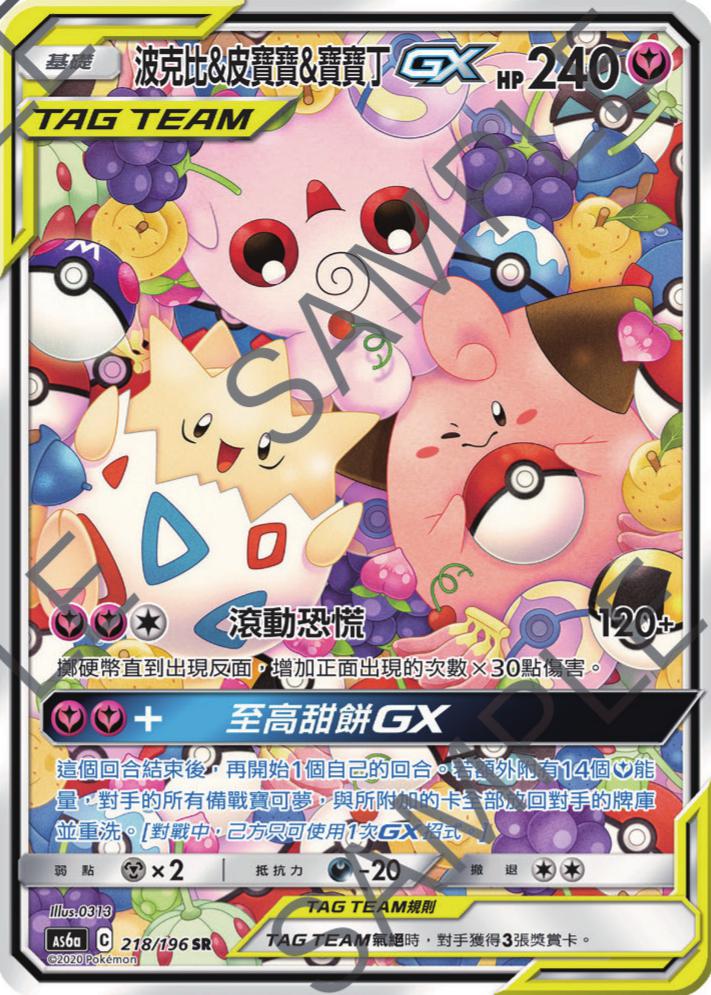 基礎 波克比&皮寶寶&寶寶丁GX HP 240
TAG TEAM
M
滾動恐慌 120+
擲硬幣直到出現反面,增加正面出現的次數×30點傷害。
+ 至高甜餅GX
這個回合結束後,再開始1個自己的回合。若額外附有14個能
量,對手的所有備戰寶可夢,與所附加的卡全部放回對手的牌庫
並重洗。[對戰中,己方只可使用1次GX招式。]
弱點 ×2 抵抗力 -20 撤退
Illus.0313
TAG TEAM規則
AS6a C 218/196 SR
TAG TEAM氣絕時,對手獲得3張獎賞卡。
©2020 Pokémon
SAMPLE
SAMPLE